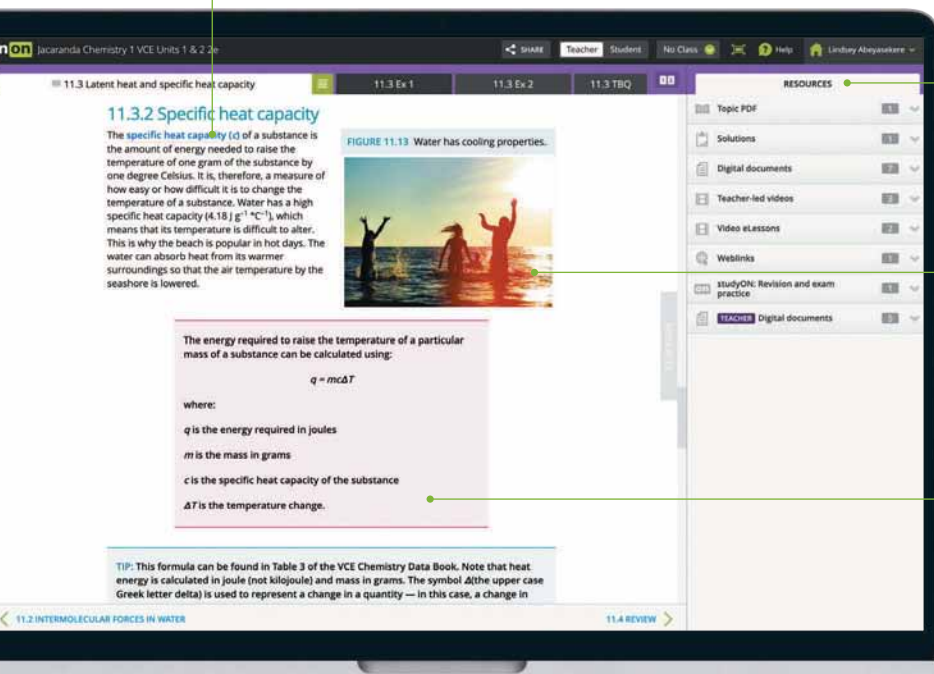 on Jacaranda Chemistry 1 VCE Units 1 & 2 2e
SHARE
Teacher Student
No Class
Help
Lindsey Abeyasekere
11.3 Latent heat and specific heat capacity
11.3 Ex 1
11.3 Ex 2
11.3 TBQ
11.3.2 Specific heat capacity
The specific heat capacity (c) of a substance is
the amount of energy needed to raise the
temperature of one gram of the substance by
one degree Celsius. It is, therefore, a measure of
how easy or how difficult it is to change the
temperature of a substance. Water has a high
specific heat capacity (4.18 J g⁻¹ °C⁻¹), which
means that its temperature is difficult to alter.
This is why the beach is popular in hot days. The
water can absorb heat from its warmer
surroundings so that the air temperature by the
seashore is lowered.
FIGURE 11.13 Water has cooling properties.
The energy required to raise the temperature of a particular
mass of a substance can be calculated using:
q = mcΔT
where:
q is the energy required in joules
m is the mass in grams
c is the specific heat capacity of the substance
ΔT is the temperature change.
TIP: This formula can be found in Table 3 of the VCE Chemistry Data Book. Note that heat
energy is calculated in joule (not kilojoule) and mass in grams. The symbol Δ(the upper case
Greek letter delta) is used to represent a change in a quantity — in this case, a change in
11.2 INTERMOLECULAR FORCES IN WATER
11.4 REVIEW
RESOURCES
Topic PDF 1
Solutions 1
Digital documents 7
Teacher-led videos 2
Video eLessons 2
Weblinks 1
studyON: Revision and exam
practice 1
TEACHER Digital documents